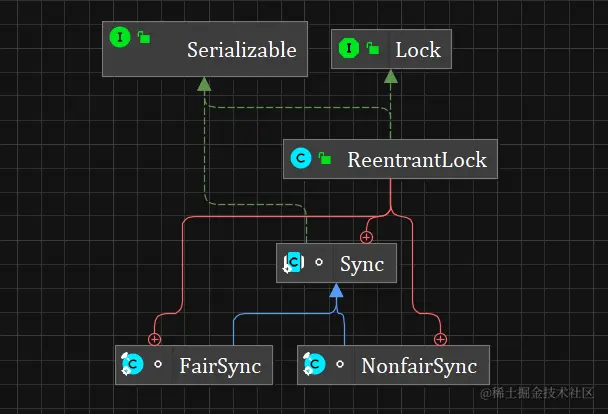 Serializable
Lock
ReentrantLock
Sync
FairSync
NonfairSync
@稀土掘金技术社区